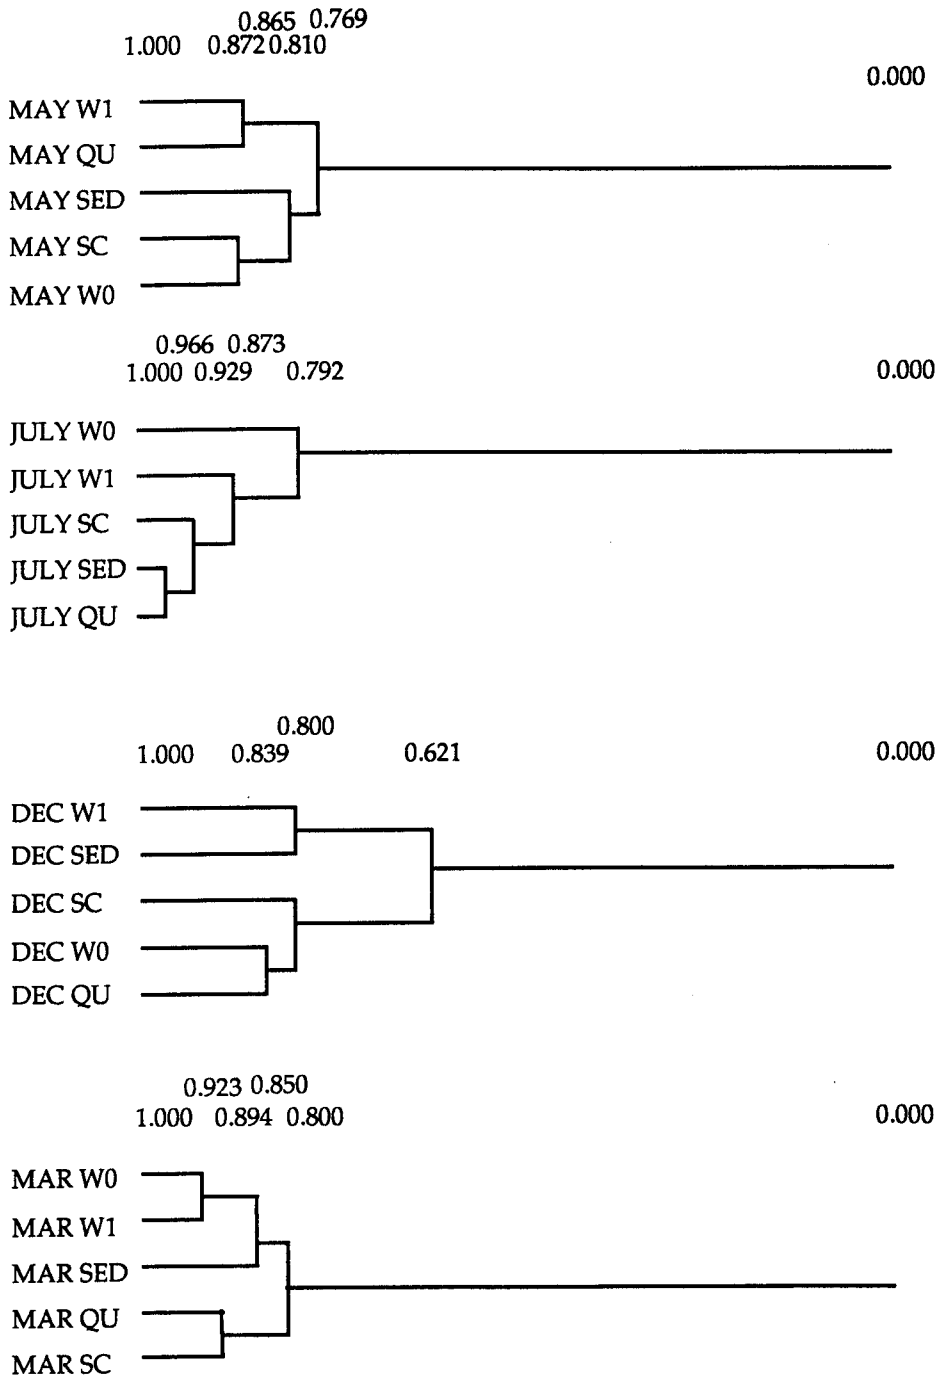 0.865 0.769
1.000 0.872 0.810
0.000
MAY W1
MAY QU
MAY SED
MAY SC
MAY W0
0.966 0.873
1.000 0.929 0.792 0.000
JULY W0
JULY W1
JULY SC
JULY SED
JULY QU
0.800
1.000 0.839 0.621 0.000
DEC W1
DEC SED
DEC SC
DEC W0
DEC QU
0.923 0.850
1.000 0.894 0.800 0.000
MAR W0
MAR W1
MAR SED
MAR QU
MAR SC